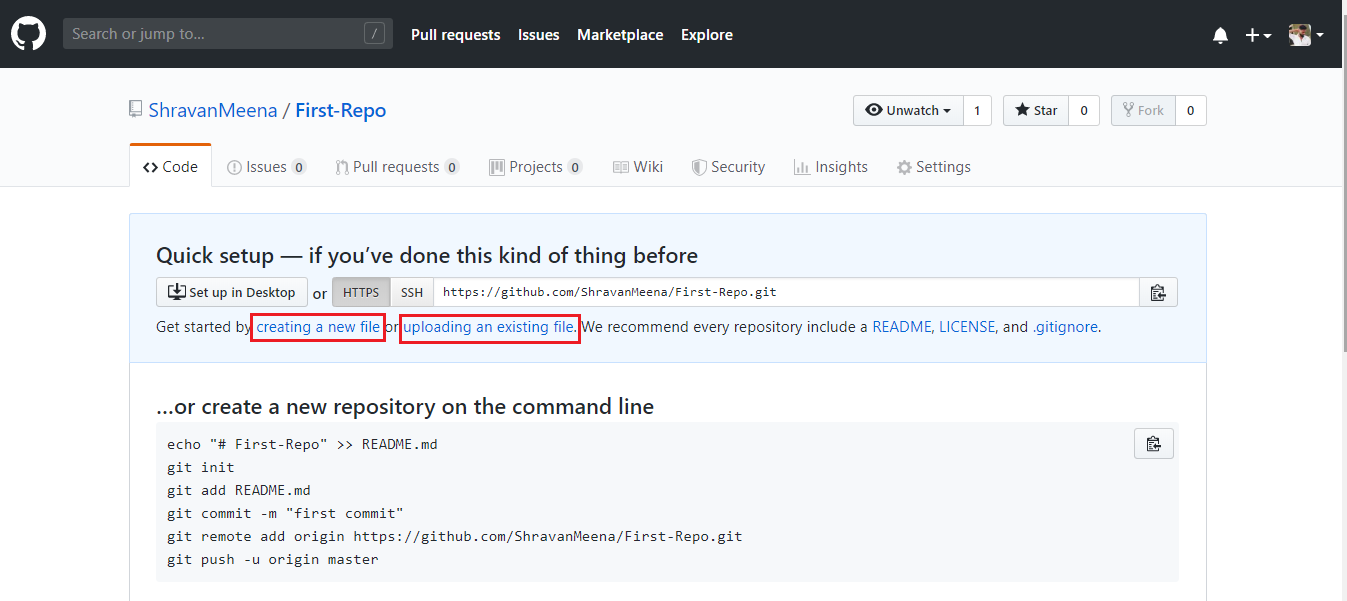 Search or jump to... / Pull requests Issues Marketplace Explore
ShravanMeena / First-Repo Unwatch 1 Star 0 Fork 0
Code Issues 0 Pull requests 0 Projects 0 Wiki Security Insights Settings
Quick setup — if you’ve done this kind of thing before
Set up in Desktop or HTTPS SSH https://github.com/ShravanMeena/First-Repo.git
Get started by creating a new file or uploading an existing file. We recommend every repository include a README, LICENSE, and .gitignore.
…or create a new repository on the command line
echo "# First-Repo" >> README.md
git init
git add README.md
git commit -m "first commit"
git remote add origin https://github.com/ShravanMeena/First-Repo.git
git push -u origin master